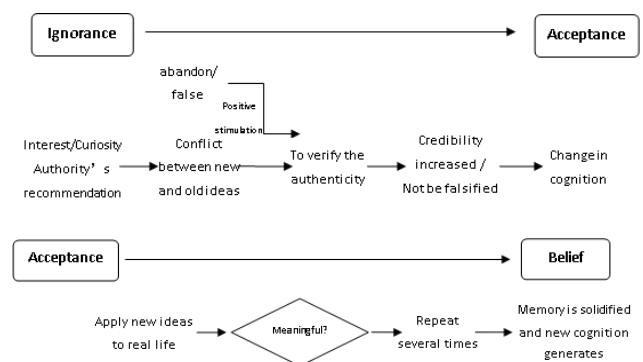 Ignorance
Acceptance
abandon/
false
Positive
stimulation
Interest/Curiosity
Authority's
recommendation
Conflict
between new
and old ideas
To verify the
authenticity
Credibility
increased /
Not be falsified
Change in
cognition
Acceptance
Belief
Apply new ideas
to real life
Meaningful?
Repeat
several times
Memory is solidified
and new cognition
generates